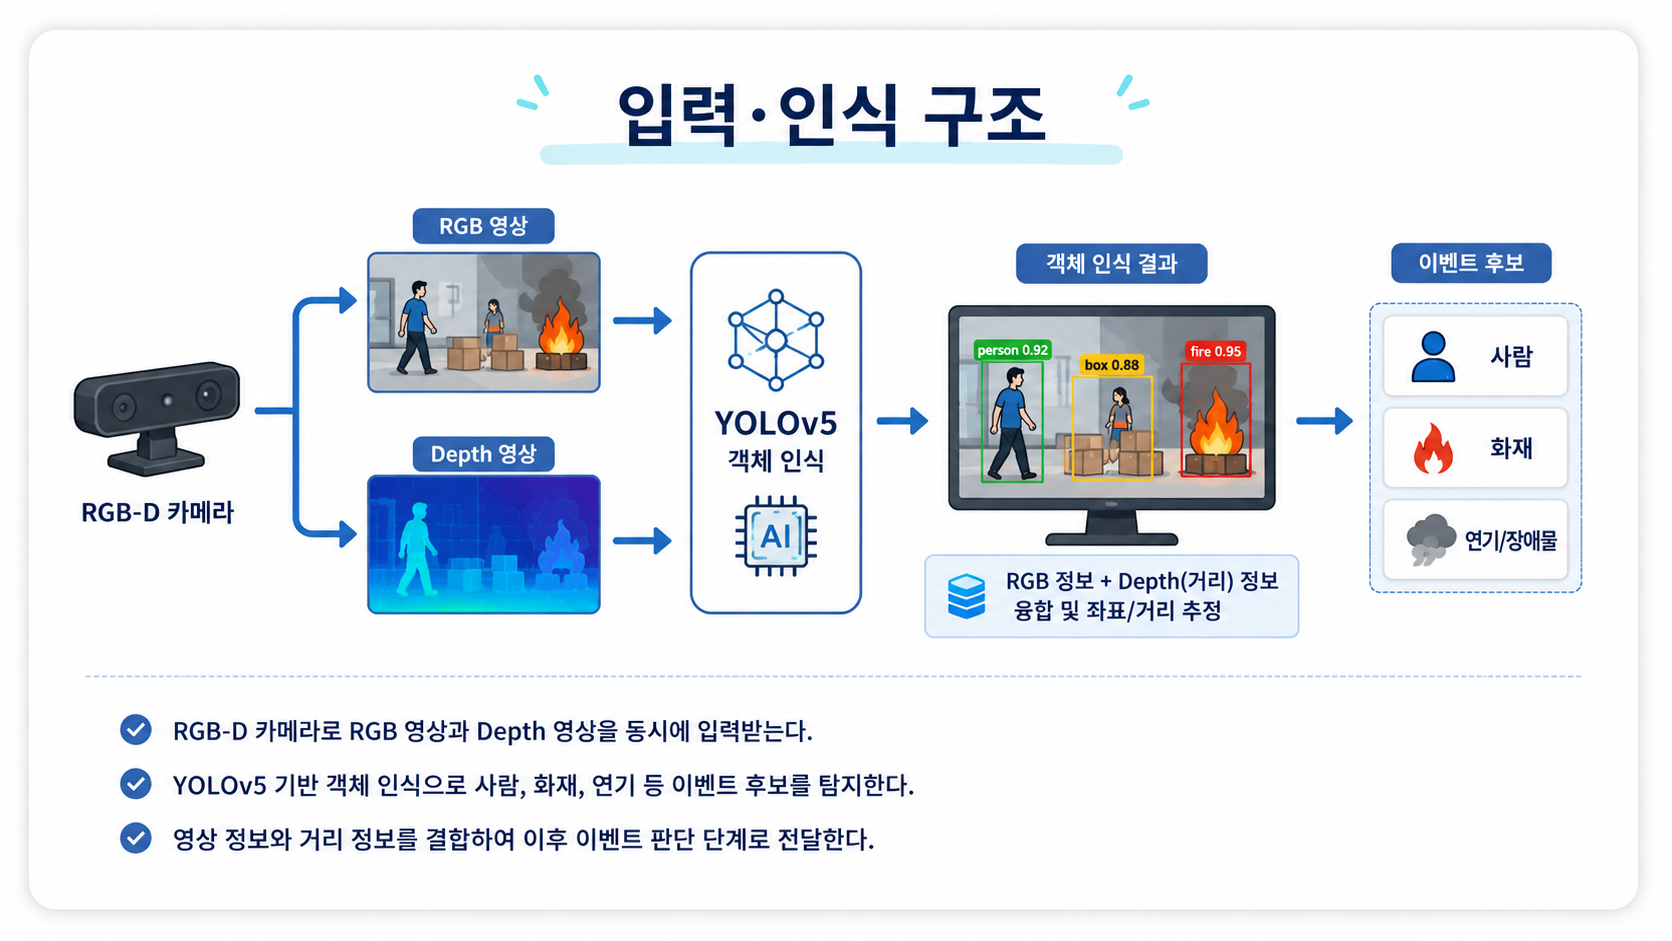 입력·인식 구조
RGB-D 카메라
RGB 영상
Depth 영상
YOLOv5
객체 인식
AI
객체 인식 결과
person 0.92
box 0.88
fire 0.95
RGB 정보 + Depth(거리) 정보
융합 및 좌표/거리 추정
이벤트 후보
사람
화재
연기/장애물
RGB-D 카메라로 RGB 영상과 Depth 영상을 동시에 입력받는다.
YOLOv5 기반 객체 인식으로 사람, 화재, 연기 등 이벤트 후보를 탐지한다.
영상 정보와 거리 정보를 결합하여 이후 이벤트 판단 단계로 전달한다.